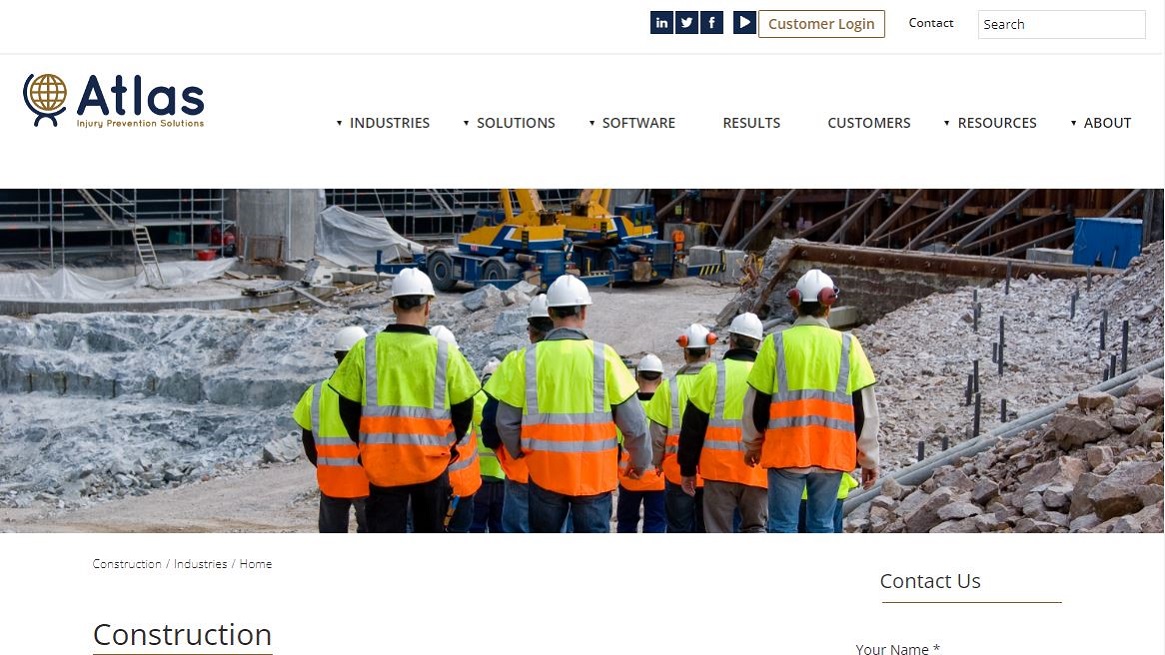 in
f
Customer Login
Contact
Search
Atlas
Injury Prevention Solutions
INDUSTRIES
SOLUTIONS
SOFTWARE
RESULTS
CUSTOMERS
RESOURCES
ABOUT
Construction / Industries / Home
Contact Us
Construction
Your Name *